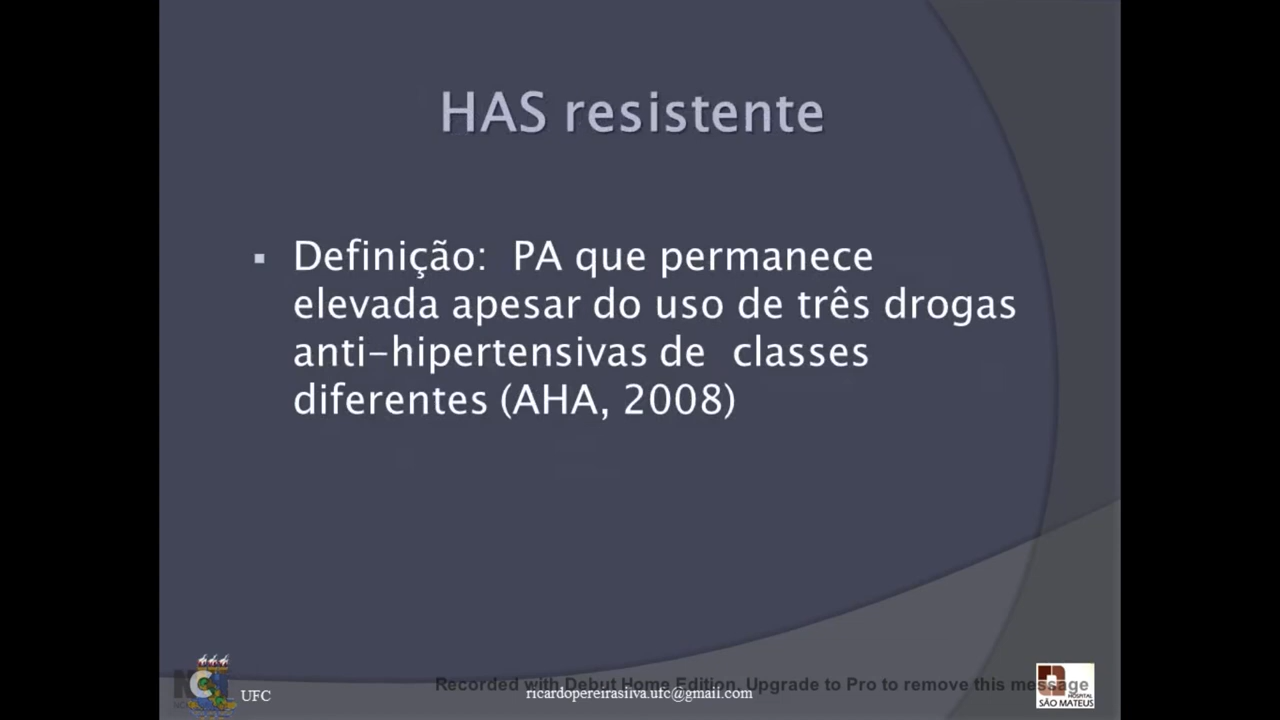 HAS resistente
▪ Definição: PA que permanece
elevada apesar do uso de três drogas
anti-hipertensivas de classes
diferentes (AHA, 2008)
UFC
Recorded with Debut Home Edition. Upgrade to Pro to remove this message
ricardopereirasilva.ufc@gmail.com
HOSPITAL
SÃO MATEUS